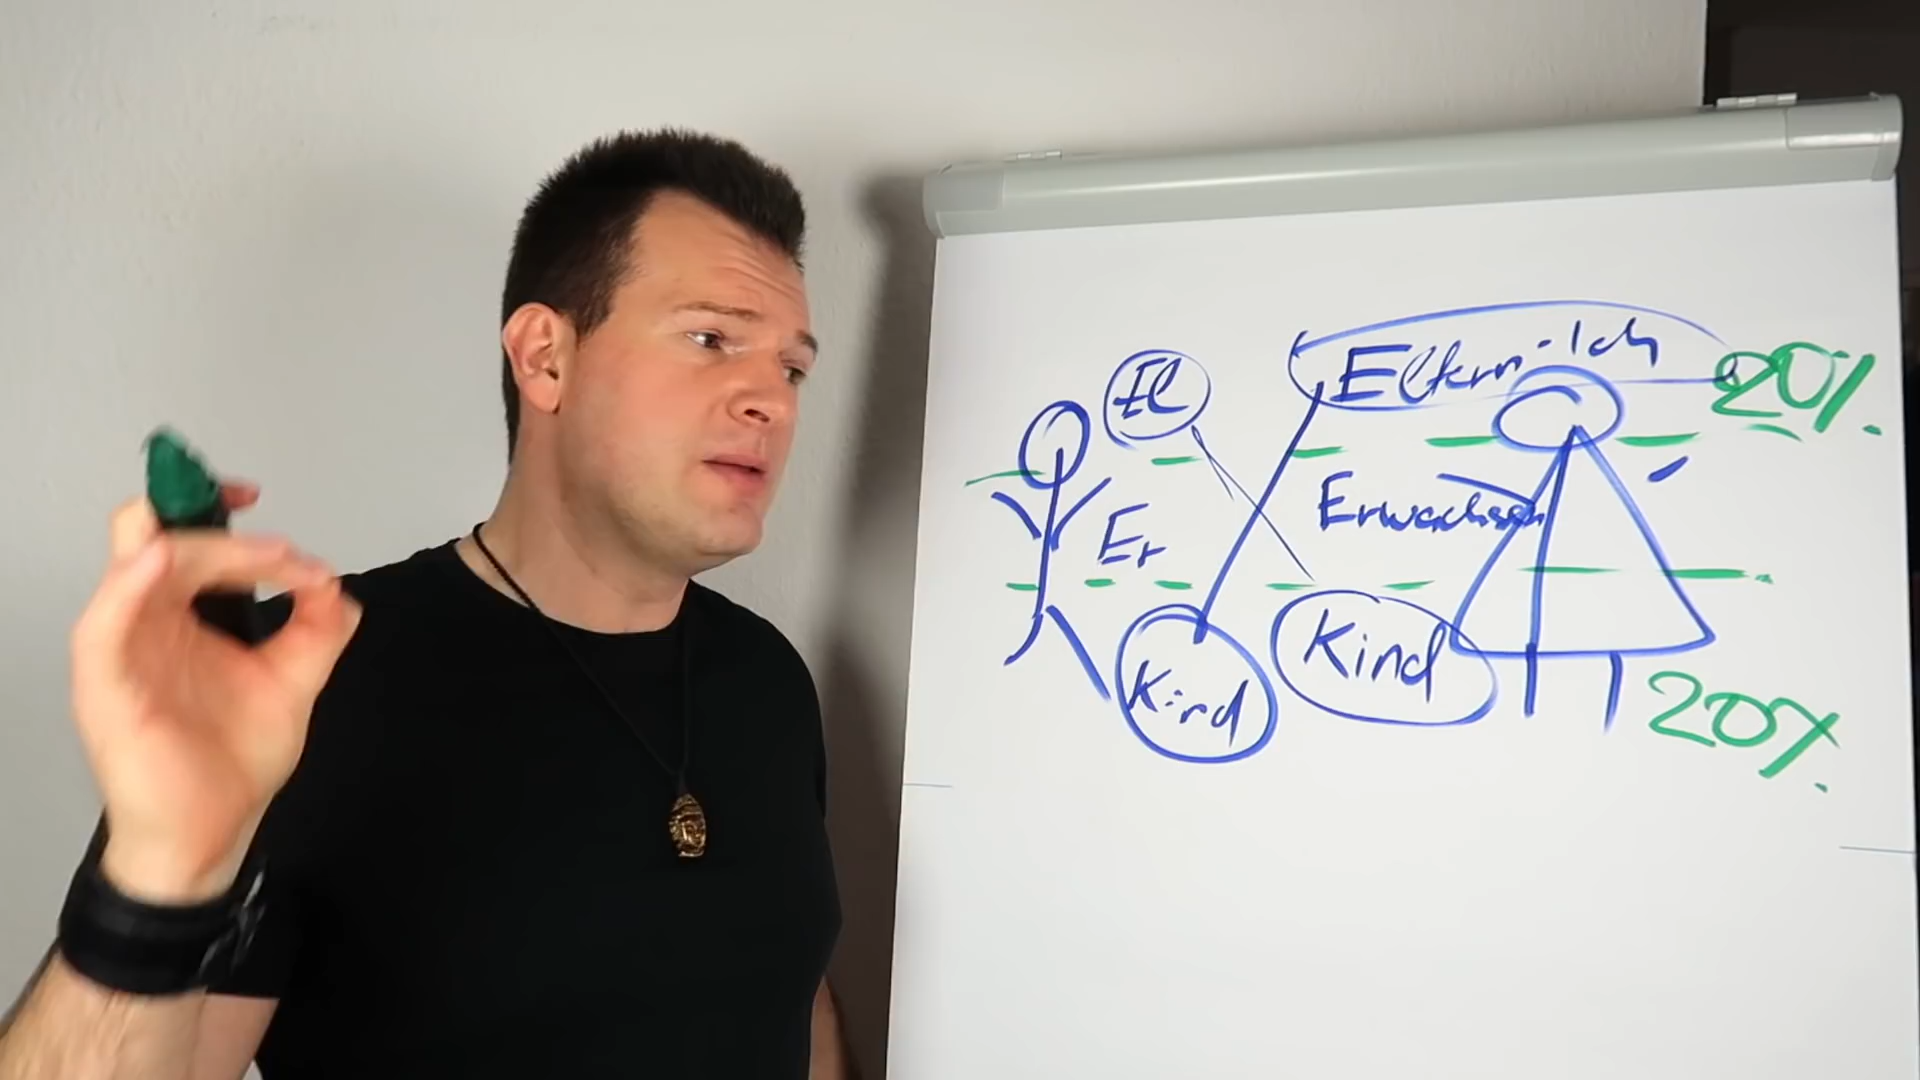 Eltern-Ich
20%.
El
Er
Erwachsen
Kind
Kind
20%.